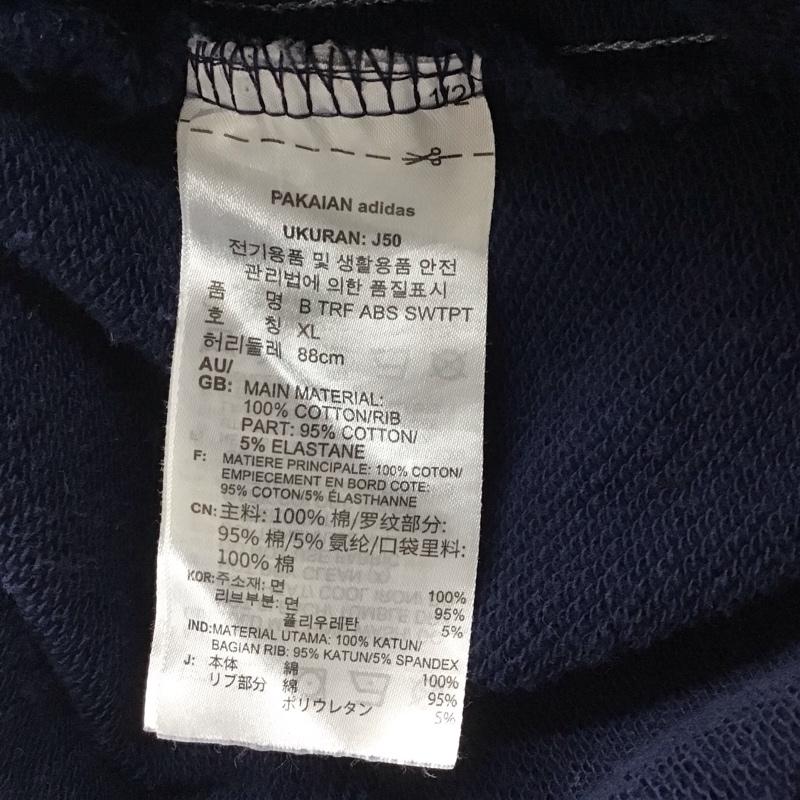 1/2
PAKAIAN adidas
UKURAN: J50
전기용품 및 생활용품 안전
관리법에 의한 품질표시
품 명 B TRF ABS SWTPT
호 칭 XL
허리둘레 88cm
AU/
GB: MAIN MATERIAL:
100% COTTON/RIB
PART: 95% COTTON/
5% ELASTANE
F: MATIERE PRINCIPALE: 100% COTON/
EMPIECEMENT EN BORD COTE:
95% COTON/5% ÉLASTHANNE
CN: 主料: 100% 棉/罗纹部分:
95% 棉/5% 氨纶/口袋里料:
100% 棉
KOR: 주소재: 면 100%
리브부분: 면 95%
폴리우레탄 5%
IND: MATERIAL UTAMA: 100% KATUN/
BAGIAN RIB: 95% KATUN/5% SPANDEX
J: 本体 綿 100%
リブ部分 綿 95%
ポリウレタン 5%